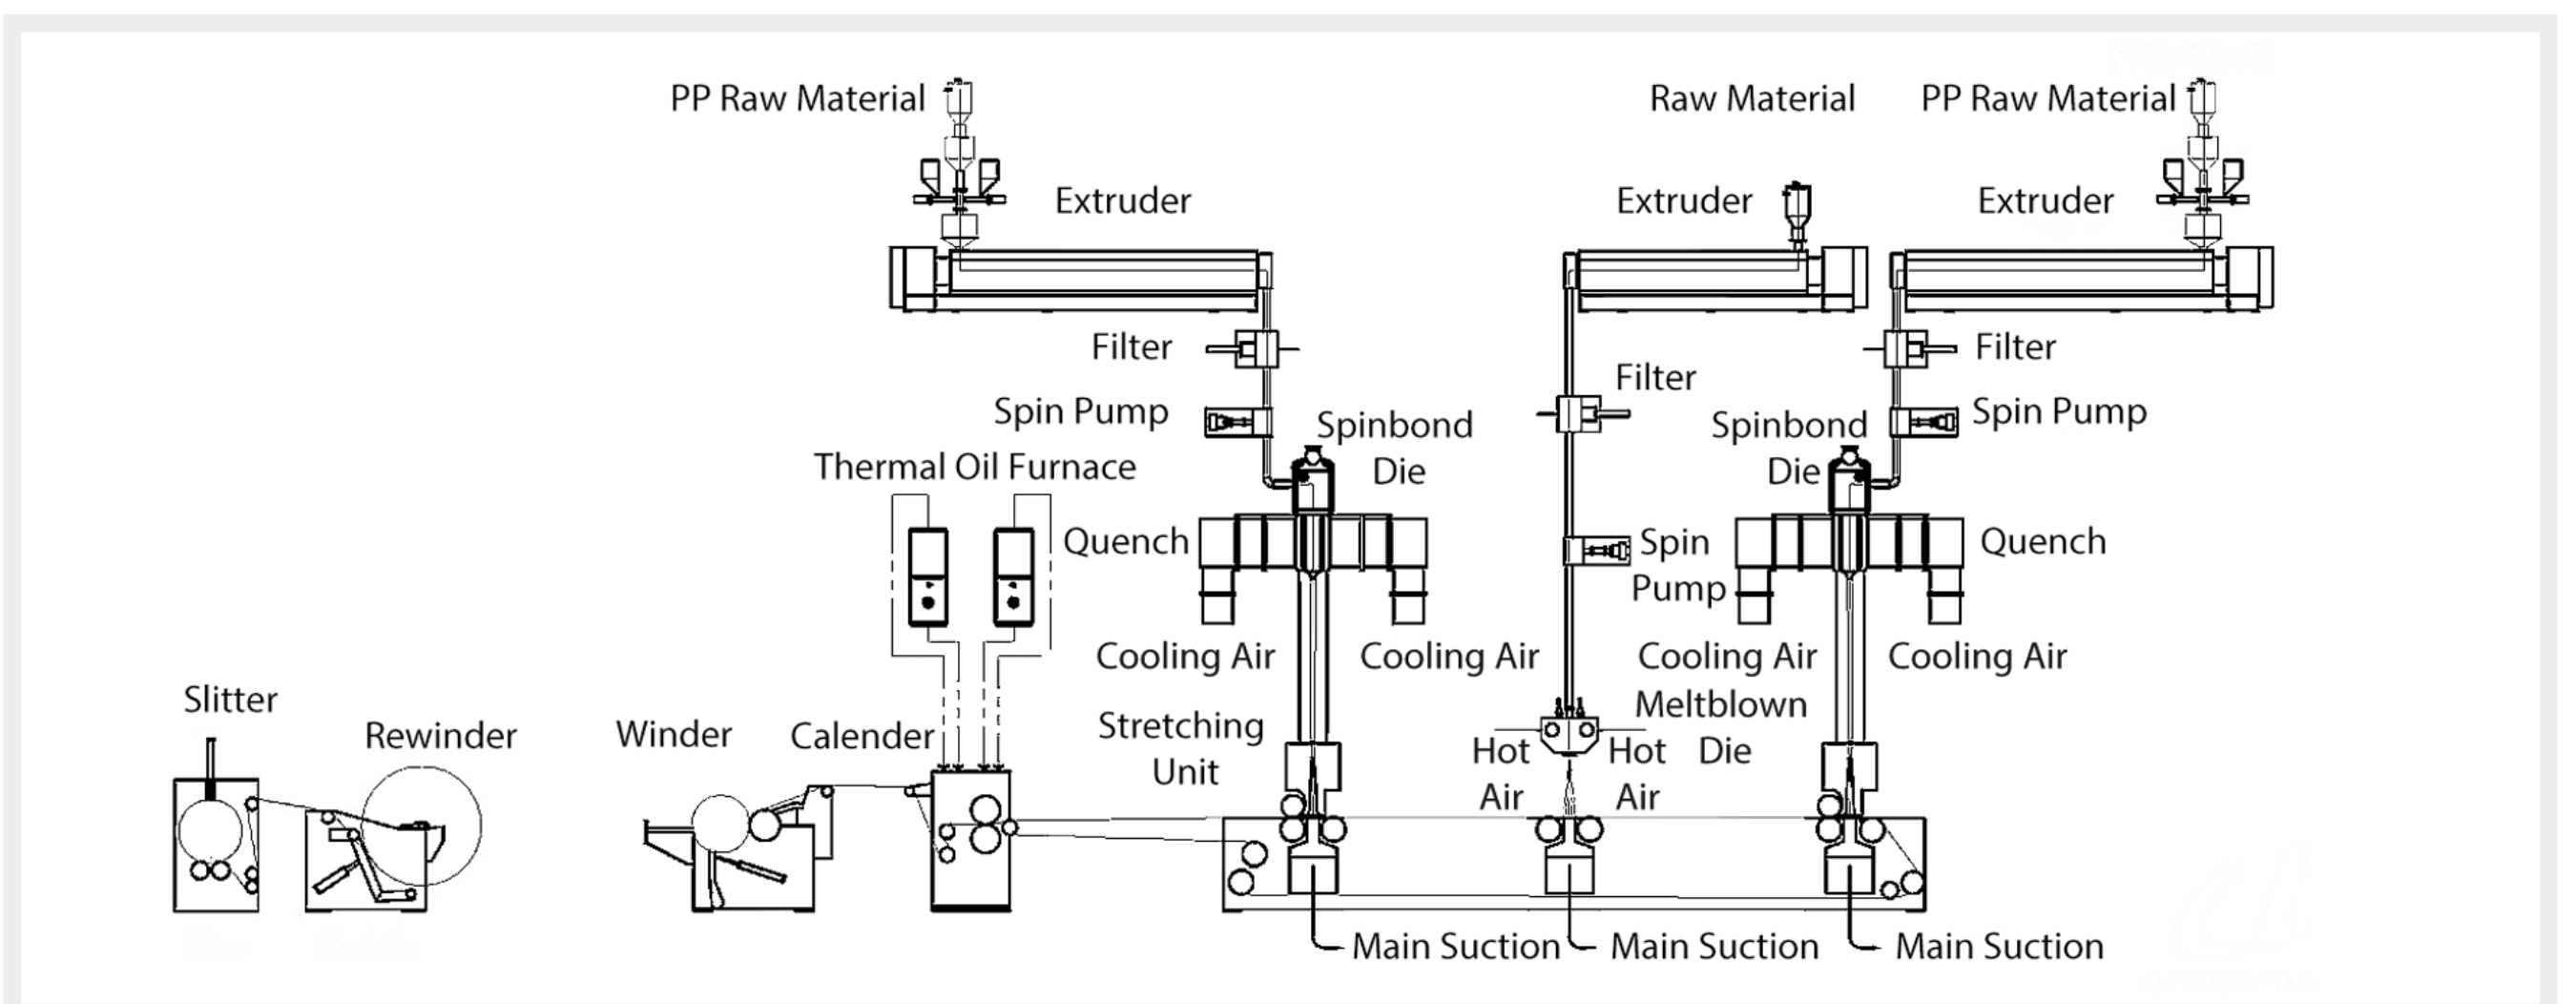 PP Raw Material
Raw Material
PP Raw Material
Extruder
Extruder
Extruder
Filter
Filter
Filter
Spin Pump
Spinbond
Die
Spinbond
Die
Spin Pump
Thermal Oil Furnace
Quench
Spin
Pump
Quench
Cooling Air
Cooling Air
Cooling Air
Cooling Air
Slitter
Rewinder
Winder
Calender
Stretching
Unit
Hot
Air
Hot
Air
Meltblown
Die
Main Suction
Main Suction
Main Suction